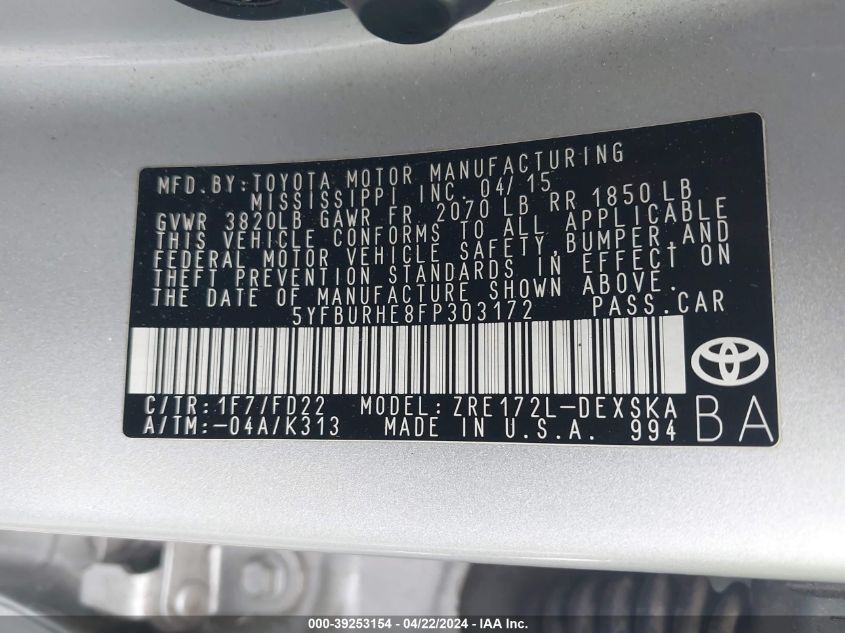 MFD. BY: TOYOTA MOTOR MANUFACTURING
MISSISSIPPI INC 04/15
GVWR 3820LB GAWR FR 2070 LB RR 1850 LB
THIS VEHICLE CONFORMS TO ALL APPLICABLE
FEDERAL MOTOR VEHICLE SAFETY, BUMPER AND
THEFT PREVENTION STANDARDS IN EFFECT ON
THE DATE OF MANUFACTURE SHOWN ABOVE.
5YFBURHE8FP303172 PASS. CAR
C/TR: 1F7/FD22 MODEL: ZRE172L-DEXSKA
A/TM: -04A/K313 MADE IN U.S.A. 994
BA
000-39253154 - 04/22/2024 - IAA Inc.